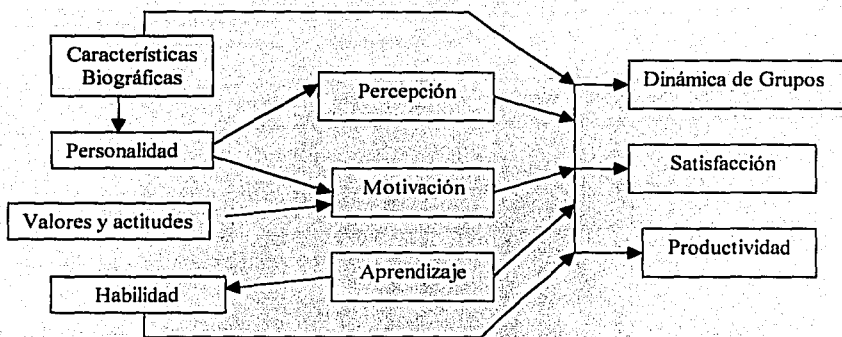 Características
Biográficas
Personalidad
Valores y actitudes
Habilidad
Percepción
Motivación
Aprendizaje
Dinámica de Grupos
Satisfacción
Productividad